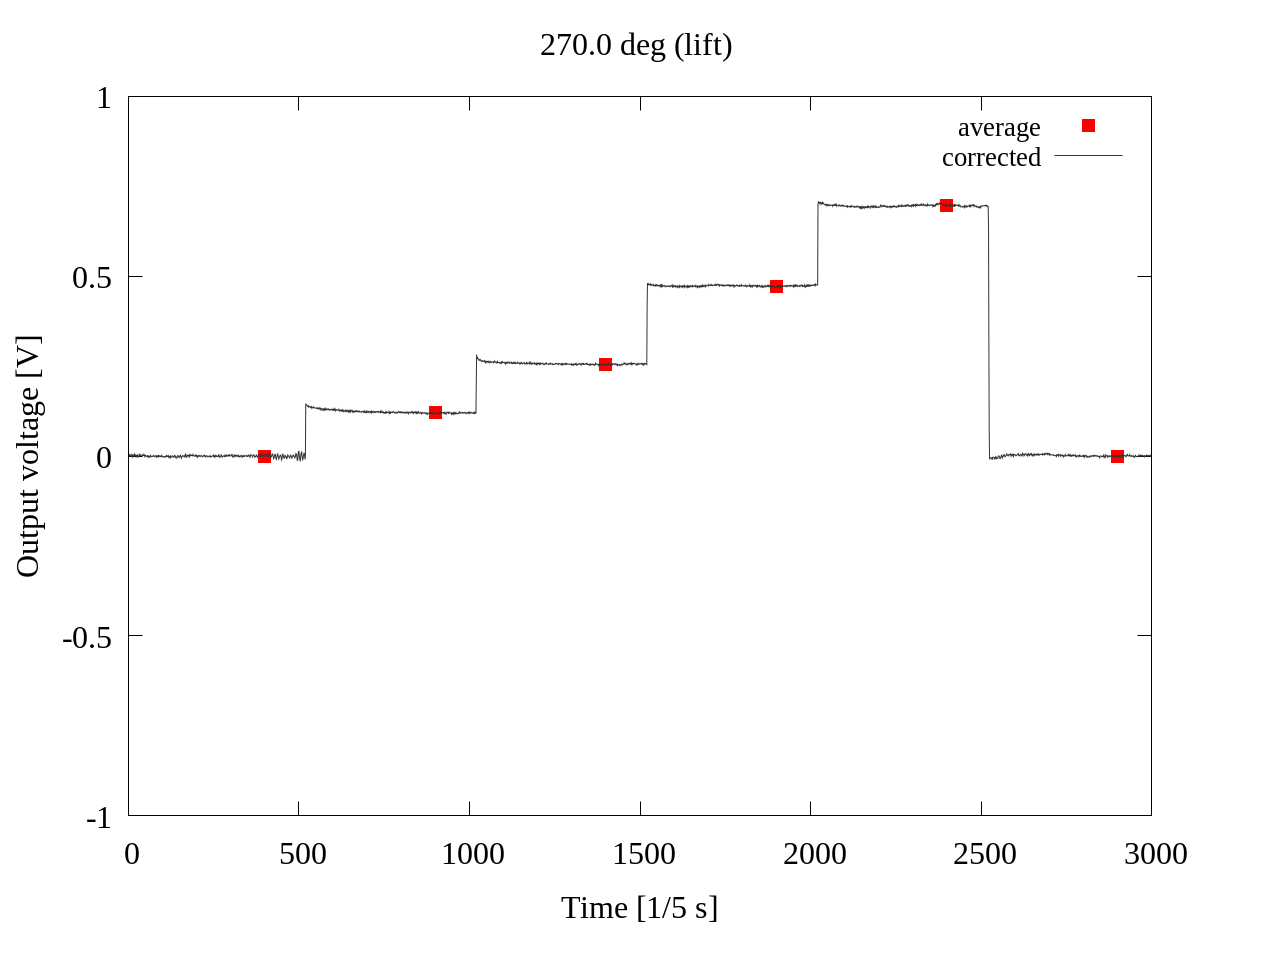 270.0 deg (lift)
average
corrected
1
0.5
0
-0.5
-1
Output voltage [V]
0 500 1000 1500 2000 2500 3000
Time [1/5 s]